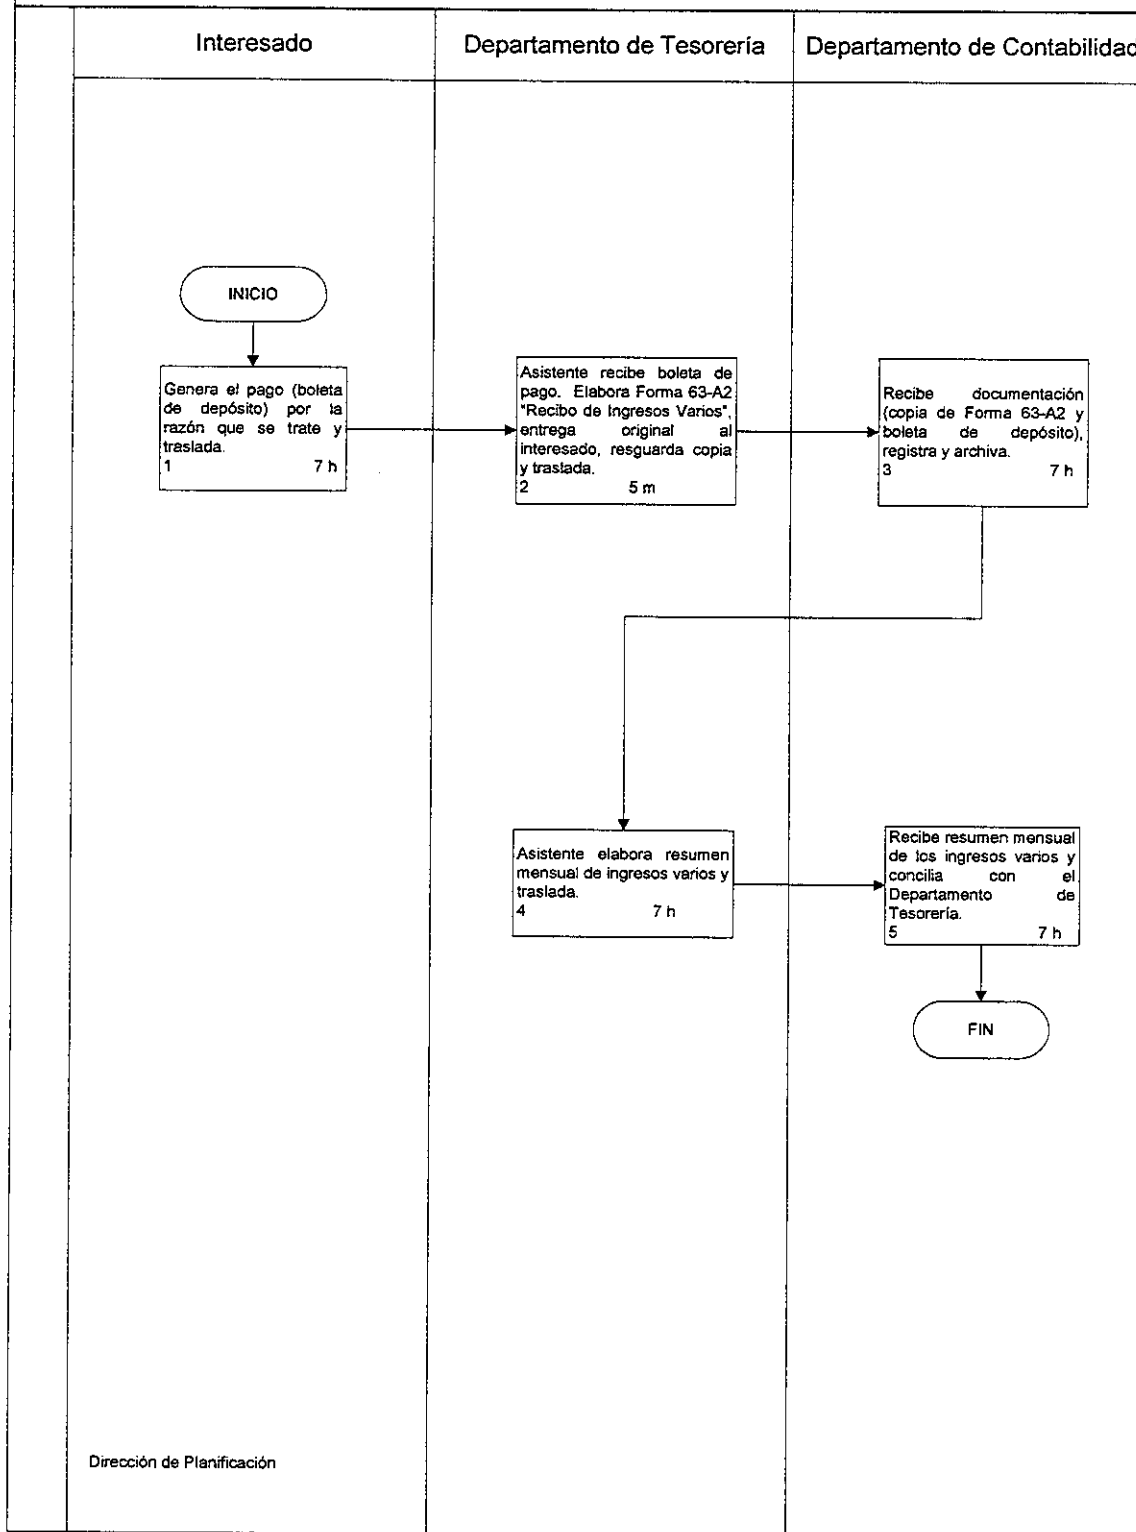 Interesado
Departamento de Tesorería
Departamento de Contabilidad
INICIO
Genera el pago (boleta
de depósito) por la
razón que se trate y
traslada.
1 7 h
Asistente recibe boleta de
pago. Elabora Forma 63-A2
"Recibo de Ingresos Varios",
entrega original al
interesado, resguarda copia
y traslada.
2 5 m
Recibe documentación
(copia de Forma 63-A2 y
boleta de depósito),
registra y archiva.
3 7 h
Asistente elabora resumen
mensual de ingresos varios y
traslada.
4 7 h
Recibe resumen mensual
de los ingresos varios y
concilia con el
Departamento de
Tesorería.
5 7 h
FIN
Dirección de Planificación